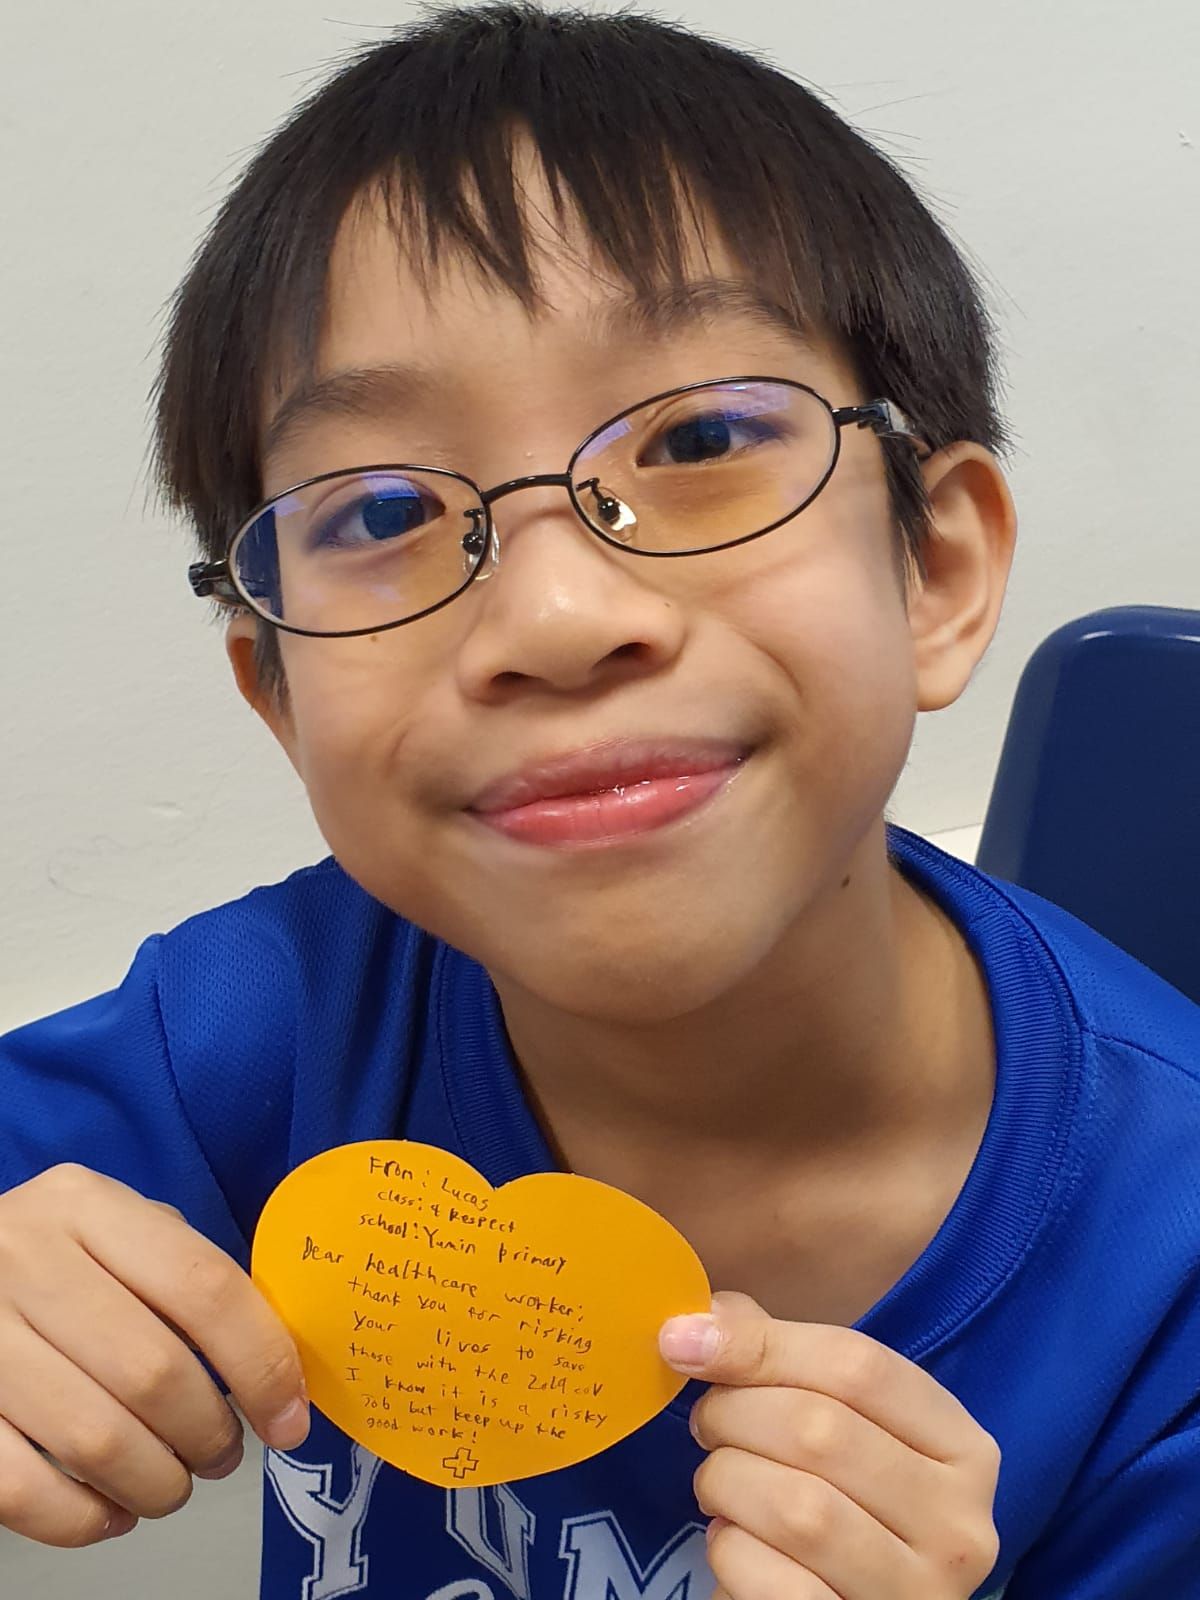 From: Lucas
class: 4 Respect
school: Yumin primary
Dear healthcare worker;
thank you for risking
your lives to save
those with the 2019 coV
I know it is a risky
Job but keep up the
good work!
YUM